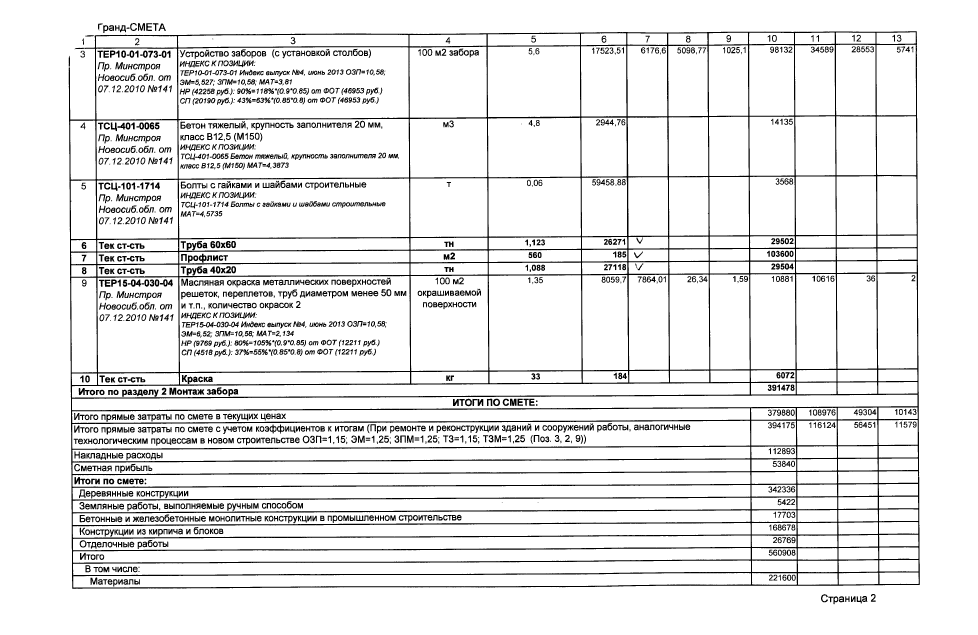 Гранд-СМЕТА
1 2 3 4 5 6 7 8 9 10 11 12 13
3 ТЕР10-01-073-01 Устройство заборов (с установкой столбов) 100 м2 забора 5,6 17523,51 6176,6 5098,77 1025,1 98132 34589 28553 5741
Пр. Минстроя ИНДЕКС К ПОЗИЦИИ:
Новосиб.обл. от ТЕР10-01-073-01 Индекс выпуск №4, июнь 2013 ОЗП=10,58;
07.12.2010 №141 ЭМ=5,527; ЗПМ=10,58; МАТ=3,81
НР (42258 руб.): 90%=118%*(0.9*0.85) от ФОТ (46953 руб.)
СП (20190 руб.): 43%=63%*(0.85*0.8) от ФОТ (46953 руб.)
4 ТСЦ-401-0065 Бетон тяжелый, крупность заполнителя 20 мм, м3 4,8 2944,76 14135
Пр. Минстроя класс В12,5 (М150)
Новосиб.обл. от ИНДЕКС К ПОЗИЦИИ:
07.12.2010 №141 ТСЦ-401-0065 Бетон тяжелый, крупность заполнителя 20 мм,
класс В12,5 (М150) МАТ=4,3873
5 ТСЦ-101-1714 Болты с гайками и шайбами строительные т 0,06 59458,88 3568
Пр. Минстроя ИНДЕКС К ПОЗИЦИИ:
Новосиб.обл. от ТСЦ-101-1714 Болты с гайками и шайбами строительные
07.12.2010 №141 МАТ=4,5735
6 Тек ст-сть Труба 60х60 тн 1,123 26271 29502
7 Тек ст-сть Профлист м2 560 185 103600
8 Тек ст-сть Труба 40х20 тн 1,088 27118 29504
9 ТЕР15-04-030-04 Масляная окраска металлических поверхностей 100 м2 1,35 8059,7 7864,01 26,34 1,59 10881 10616 36 2
Пр. Минстроя решеток, переплетов, труб диаметром менее 50 мм окрашиваемой
Новосиб.обл. от и т.п., количество окрасок 2 поверхности
07.12.2010 №141 ИНДЕКС К ПОЗИЦИИ:
ТЕР15-04-030-04 Индекс выпуск №4, июнь 2013 ОЗП=10,58;
ЭМ=6,52; ЗПМ=10,58; МАТ=2,134
НР (9769 руб.): 80%=105%*(0.9*0.85) от ФОТ (12211 руб.)
СП (4518 руб.): 37%=55%*(0.85*0.8) от ФОТ (12211 руб.)
10 Тек ст-сть Краска кг 33 184 6072
Итого по разделу 2 Монтаж забора 391478
ИТОГИ ПО СМЕТЕ:
Итого прямые затраты по смете в текущих ценах 379880 108976 49304 10143
Итого прямые затраты по смете с учетом коэффициентов к итогам (При ремонте и реконструкции зданий и сооружений работы, аналогичные 394175 116124 56451 11579
технологическим процессам в новом строительстве ОЗП=1,15; ЭМ=1,25; ЗПМ=1,25; ТЗ=1,15; ТЗМ=1,25 (Поз. 3, 2, 9))
Накладные расходы 112893
Сметная прибыль 53840
Итоги по смете:
Деревянные конструкции 342336
Земляные работы, выполняемые ручным способом 5422
Бетонные и железобетонные монолитные конструкции в промышленном строительстве 17703
Конструкции из кирпича и блоков 168678
Отделочные работы 26769
Итого 560908
В том числе:
Материалы 221600
Страница 2